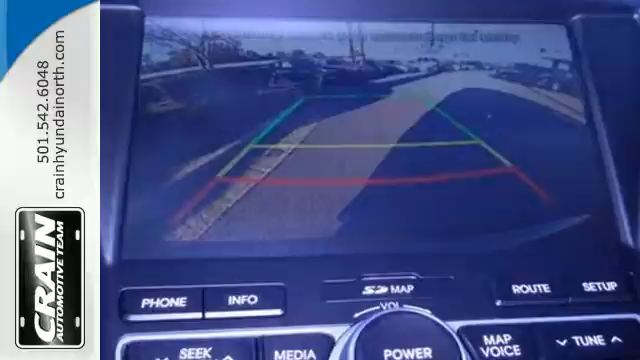 501.542.6048
crainhyundainorth.com
CRAIN
AUTOMOTIVE TEAM
PHONE
INFO
SD MAP
ROUTE
SETUP
VOL
SEEK
MEDIA
POWER
MAP
VOICE
TUNE